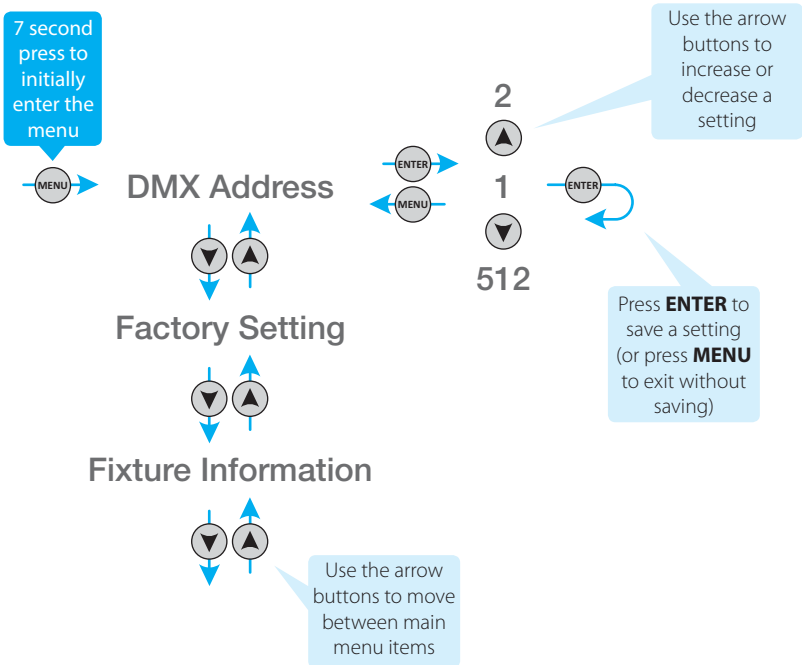 7 second
press to
initially
enter the
menu
Use the arrow
buttons to
increase or
decrease a
setting
2
MENU
DMX Address
ENTER
MENU
1
ENTER
512
Press ENTER to
save a setting
(or press MENU
to exit without
saving)
Factory Setting
Fixture Information
Use the arrow
buttons to move
between main
menu items